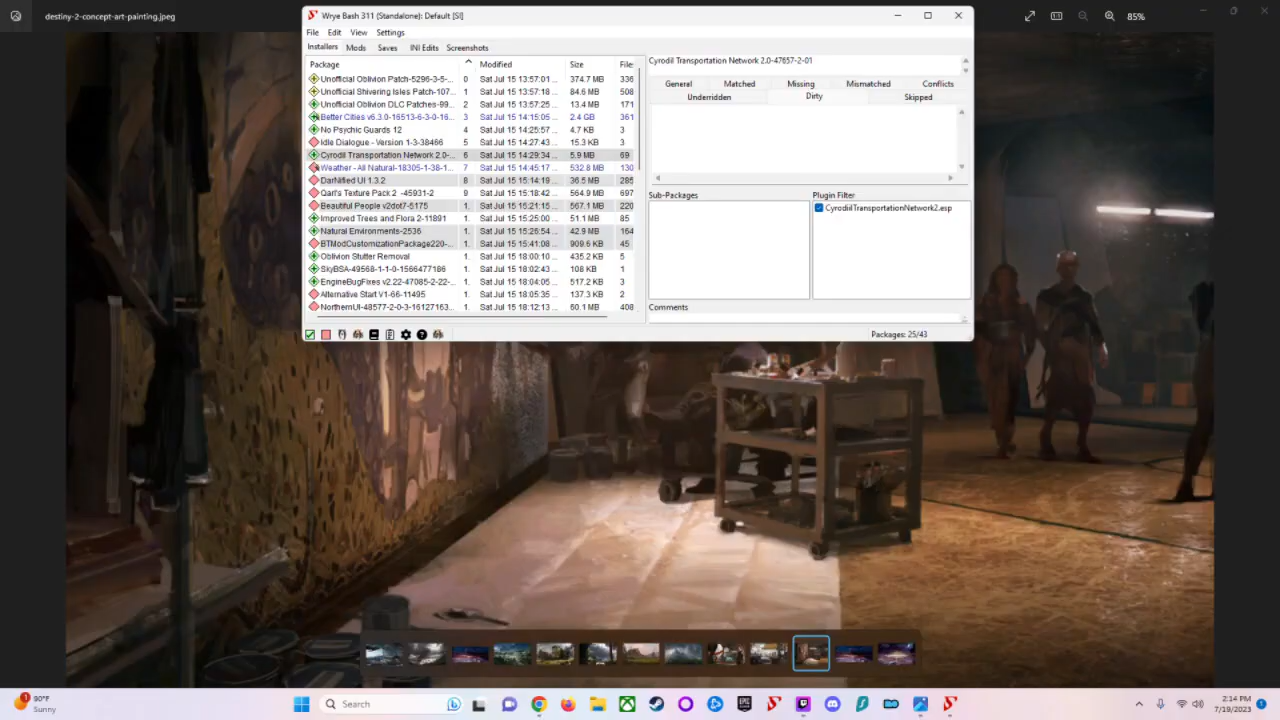 destiny-2-concept-art-painting.jpeg
85%
Wrye Bash 311 (Standalone): Default [SI]
File Edit View Settings
Installers Mods Saves INI Edits Screenshots
Package Modified Size Files
Unofficial Oblivion Patch-5296-3-5-... 0 Sat Jul 15 13:57:01 ... 374.7 MB 336
Unofficial Shivering Isles Patch-107... 1 Sat Jul 15 13:57:18 ... 84.6 MB 508
Unofficial Oblivion DLC Patches-99... 2 Sat Jul 15 13:57:25 ... 13.4 MB 171
Better Cities v6.3.0-16513-6-3-0-16... 3 Sat Jul 15 14:15:05 ... 2.4 GB 361
No Psychic Guards 12 4 Sat Jul 15 14:25:57 ... 4.7 KB 3
Idle Dialogue - Version 1-3-38466 5 Sat Jul 15 14:27:43 ... 15.3 KB 3
Cyrodil Transportation Network 2.0-... 6 Sat Jul 15 14:29:34 ... 5.9 MB 69
Weather - All Natural-18305-1-38-1... 7 Sat Jul 15 14:45:17 ... 532.8 MB 130
DarNified UI 1.3.2 8 Sat Jul 15 15:14:19 ... 36.5 MB 285
Qarl's Texture Pack 2 -45931-2 9 Sat Jul 15 15:18:42 ... 564.9 MB 697
Beautiful People v2dot7-5175 1. Sat Jul 15 15:21:15 ... 567.1 MB 220
Improved Trees and Flora 2-11891 1. Sat Jul 15 15:25:00 ... 51.1 MB 85
Natural Environments-2536 1. Sat Jul 15 15:26:54 ... 42.9 MB 164
BTModCustomizationPackage220-... 1. Sat Jul 15 15:41:08 ... 909.6 KB 45
Oblivion Stutter Removal 1. Sat Jul 15 18:00:10 ... 435.2 KB 5
SkyBSA-49568-1-1-0-1566477186 1. Sat Jul 15 18:02:43 ... 108 KB 1
EngineBugFixes v2.22-47085-2-22-... 1. Sat Jul 15 18:04:05 ... 517.2 KB 3
Alternative Start V1-66-11495 1. Sat Jul 15 18:05:35 ... 137.3 KB 2
NorthernUI-48577-2-0-3-16127163... 1. Sat Jul 15 18:12:13 ... 60.1 MB 408
Cyrodil Transportation Network 2.0-47657-2-01
General Matched Missing Mismatched Conflicts
Underridden Dirty Skipped
Sub-Packages Plugin Filter
CyrodiilTransportationNetwork2.esp
Comments
Packages: 25/43
90°F
Sunny
Search
EPIC
2:14 PM
7/19/2023